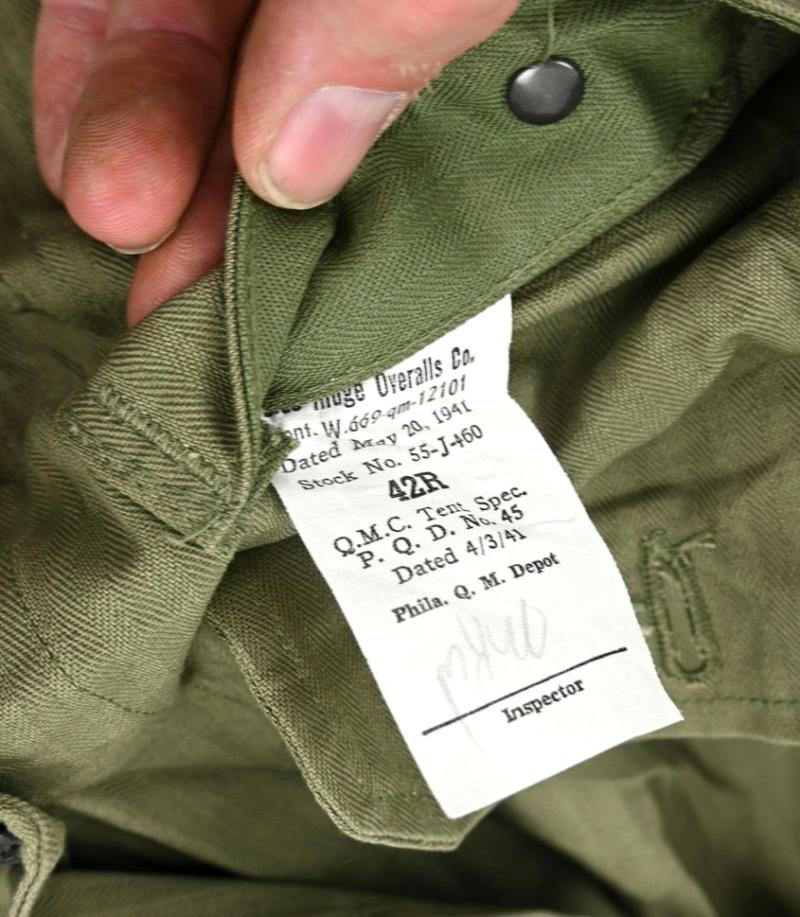 Overalls Co.
W.669-qm-12101
Dated May 20, 1941
Stock No. 55-J-460
42R
Q.M.C. Tent. Spec.
P. Q. D. No. 45
Dated 4/3/41
Phila. Q. M. Depot
Inspector